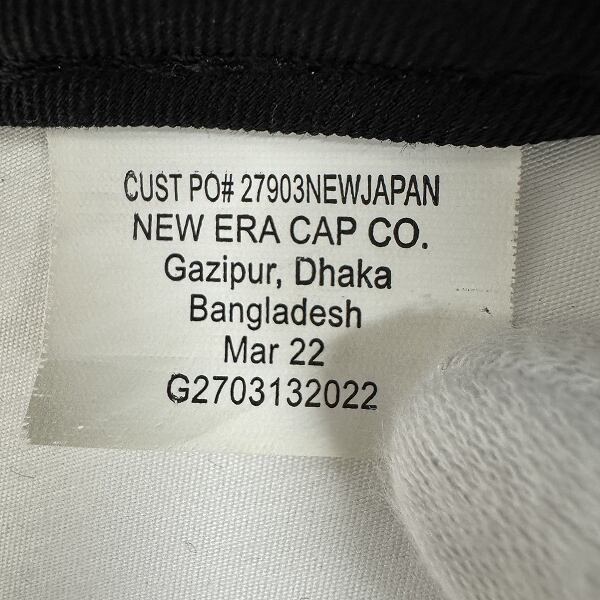 CUST PO# 27903NEWJAPAN
NEW ERA CAP CO.
Gazipur, Dhaka
Bangladesh
Mar 22
G2703132022